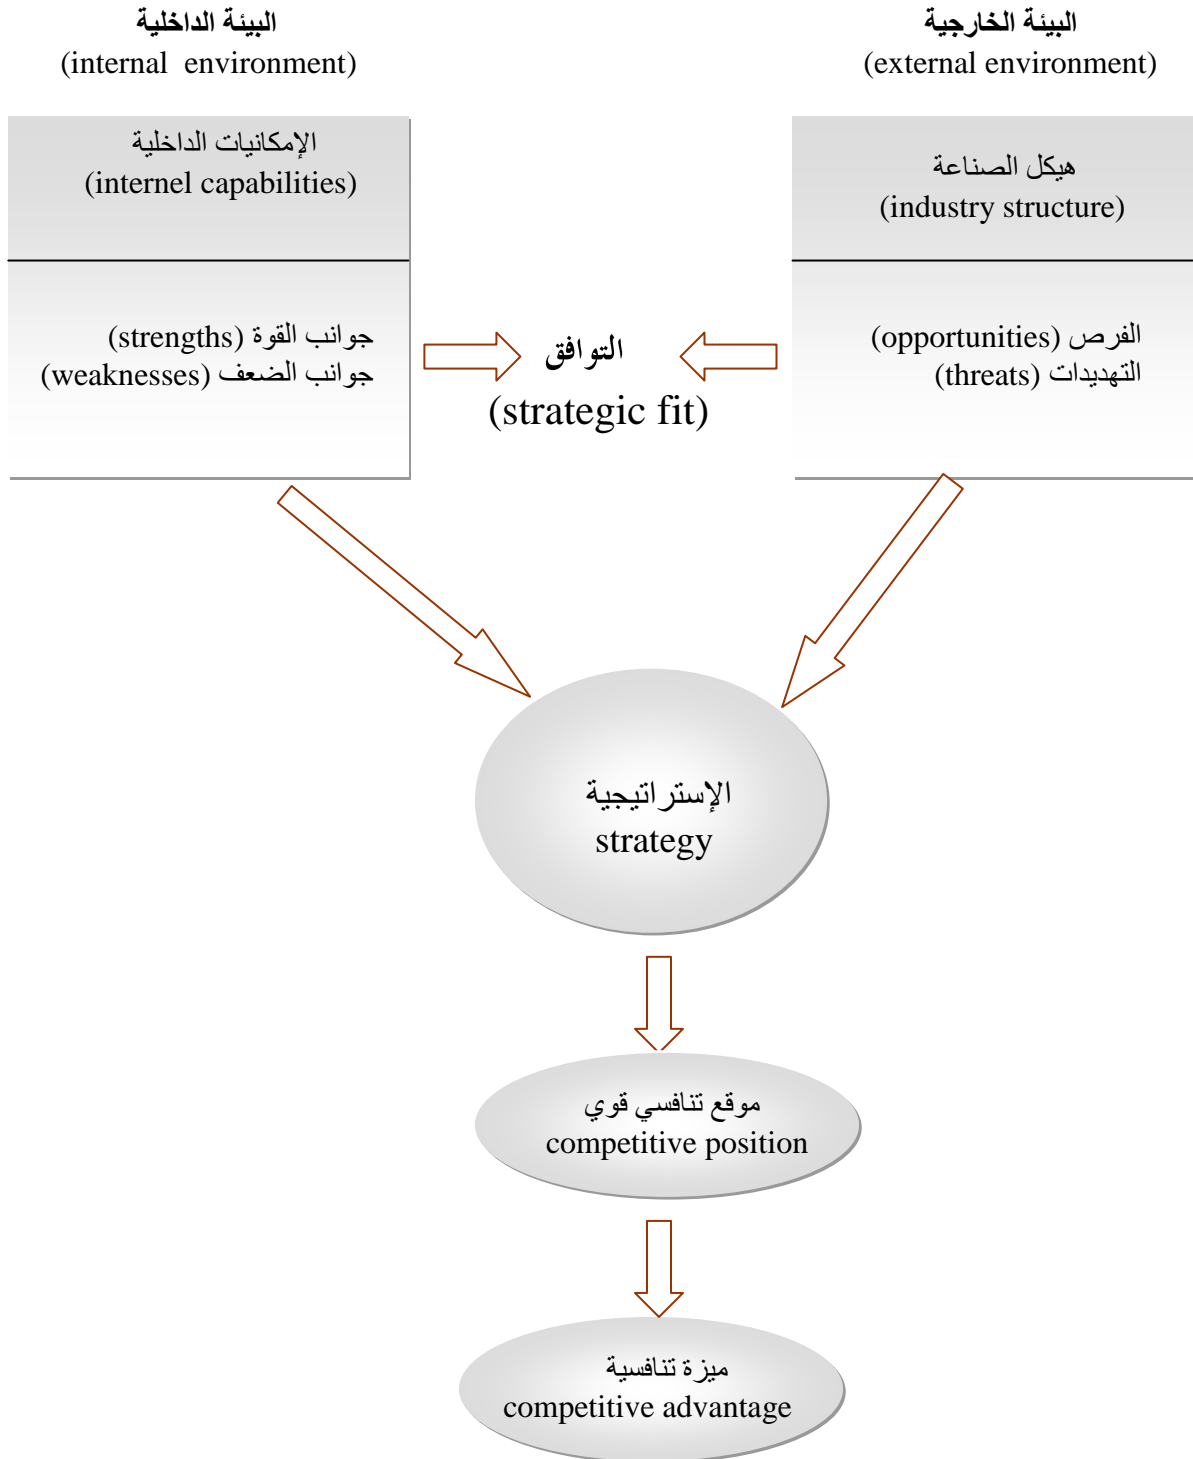 البيئة الداخلية
(internal environment)
البيئة الخارجية
(external environment)
الإمكانيات الداخلية
(internel capabilities)
هيكل الصناعة
(industry structure)
جوانب القوة (strengths)
جوانب الضعف (weaknesses)
التوافق
(strategic fit)
الفرص (opportunities)
التهديدات (threats)
الإستراتيجية
strategy
موقع تنافسي قوي
competitive position
ميزة تنافسية
competitive advantage